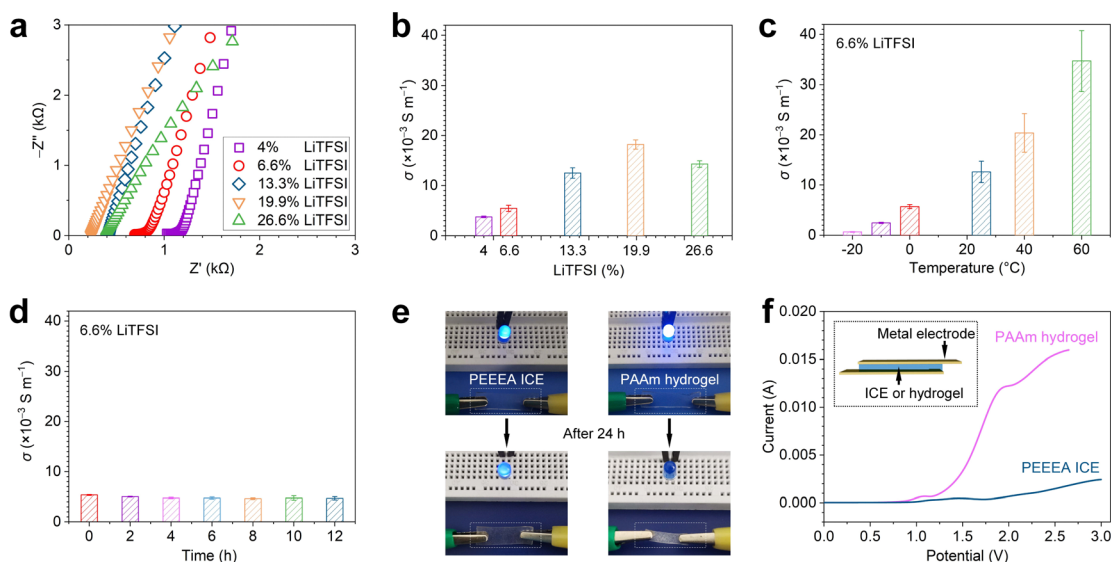 a
3
2
1
0
0
1
2
3
−Z'' (kΩ)
Z' (kΩ)
4% LiTFSI
6.6% LiTFSI
13.3% LiTFSI
19.9% LiTFSI
26.6% LiTFSI
b
40
30
20
10
0
σ (×10⁻³ S m⁻¹)
4 6.6 13.3 19.9 26.6
LiTFSI (%)
c
6.6% LiTFSI
40
30
20
10
0
σ (×10⁻³ S m⁻¹)
-20 0 20 40 60
Temperature (°C)
d
6.6% LiTFSI
40
30
20
10
0
σ (×10⁻³ S m⁻¹)
0 2 4 6 8 10 12
Time (h)
e
PEEEA ICE
PAAm hydrogel
After 24 h
f
0.020
0.015
0.010
0.005
0.000
Current (A)
Metal electrode
ICE or hydrogel
PAAm hydrogel
PEEEA ICE
0.0 0.5 1.0 1.5 2.0 2.5 3.0
Potential (V)